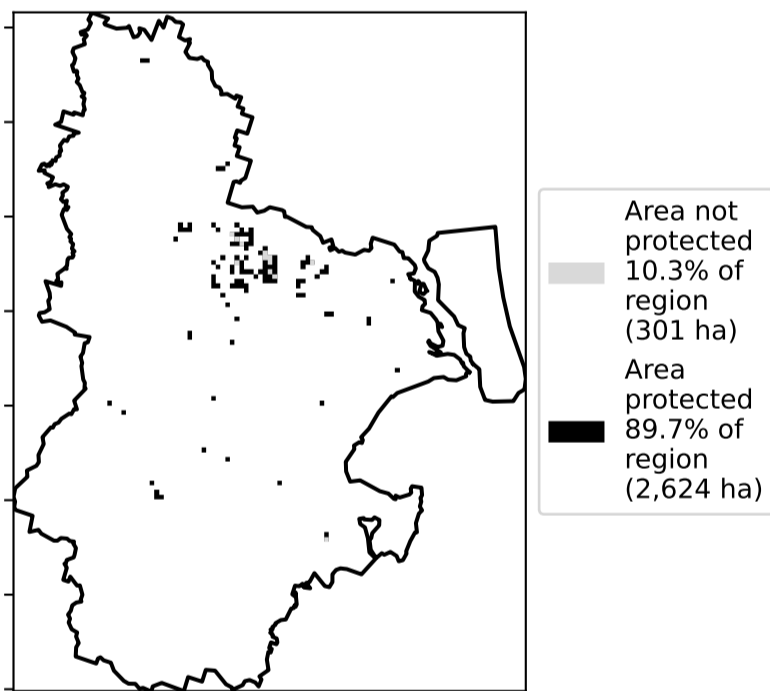 Area not
protected
10.3% of
region
(301 ha)
Area
protected
89.7% of
region
(2,624 ha)